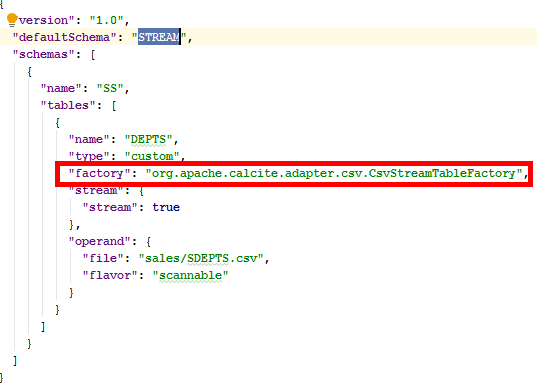 {
"version": "1.0",
"defaultSchema": "STREAM",
"schemas": [
{
"name": "SS",
"tables": [
{
"name": "DEPTS",
"type": "custom",
"factory": "org.apache.calcite.adapter.csv.CsvStreamTableFactory",
"stream": {
"stream": true
},
"operand": {
"file": "sales/SDEPTS.csv",
"flavor": "scannable"
}
}
]
}
]
}